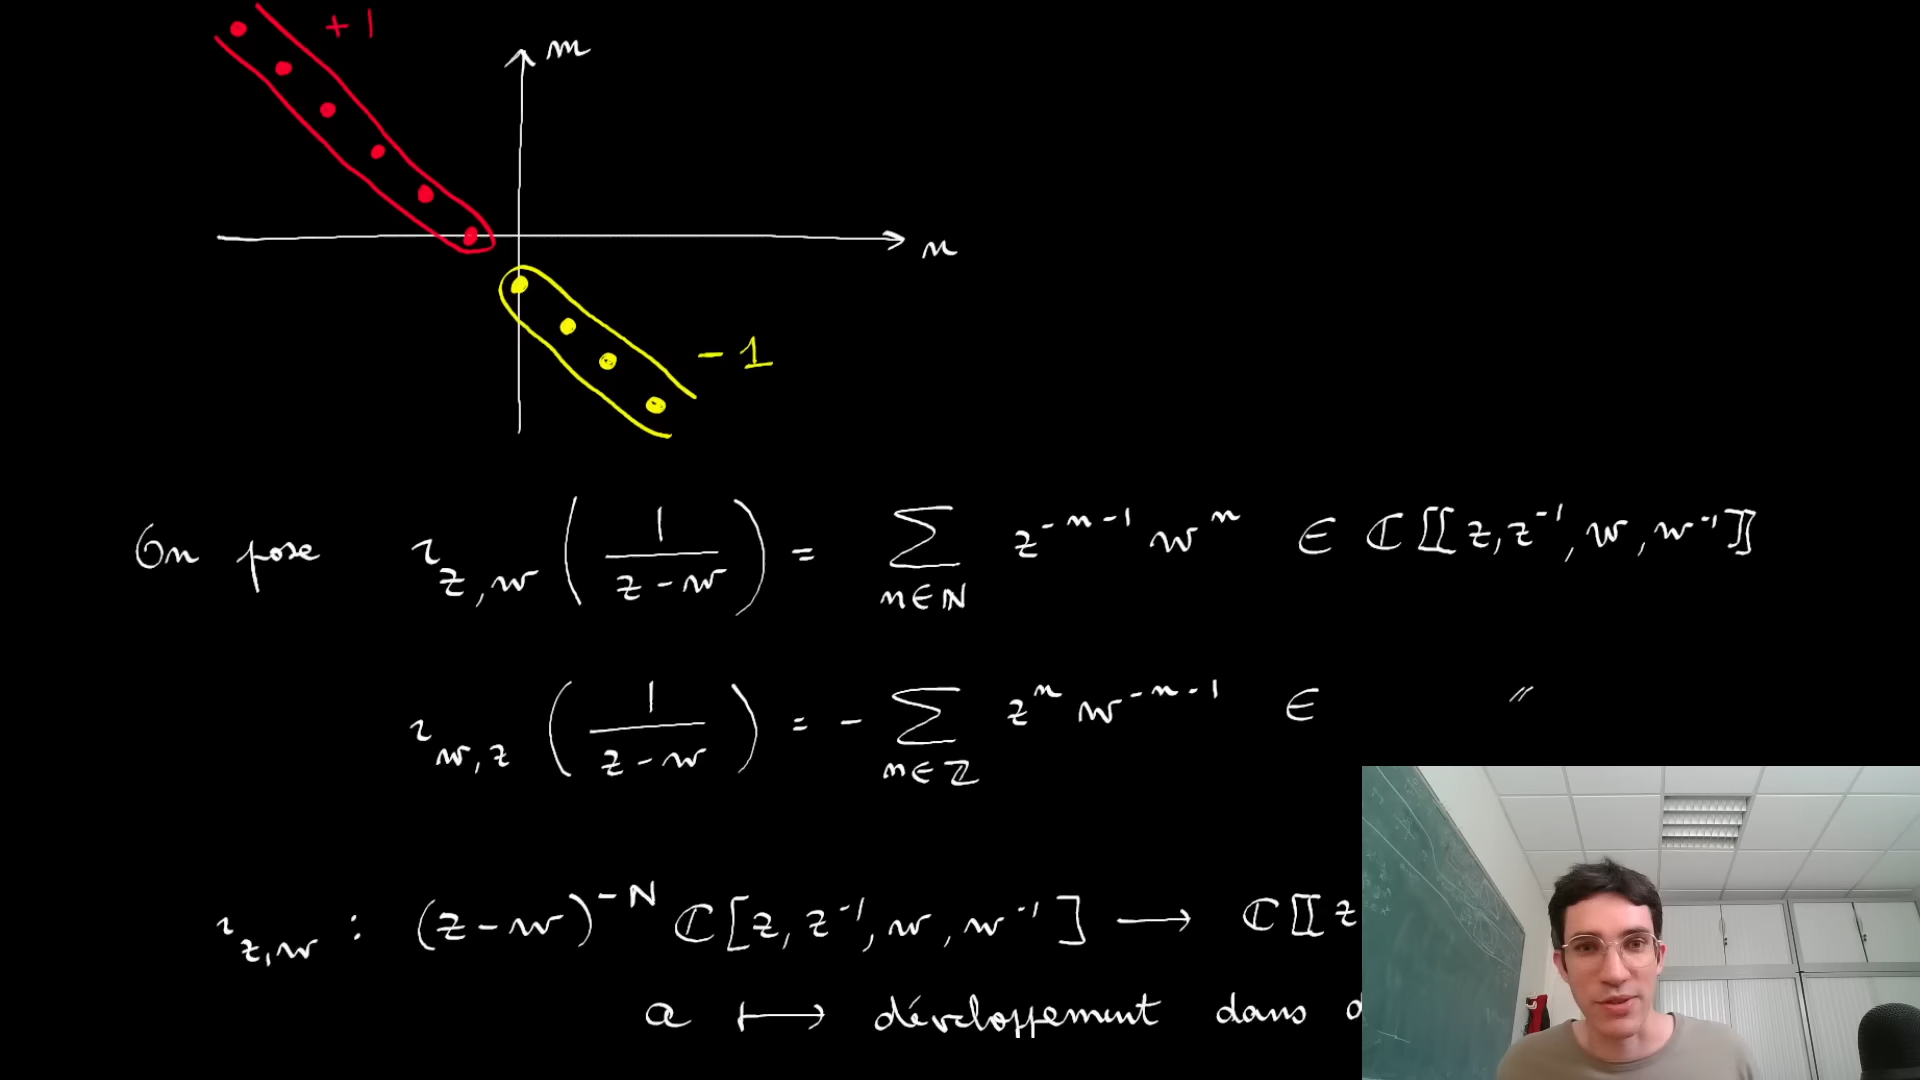 +1
m
n
-1
On pose ι_{z,w} (1/(z-w)) = ∑_{n∈ℕ} z^{-n-1} w^n ∈ ℂ[[z, z^{-1}, w, w^{-1}]]
ι_{w,z} (1/(z-w)) = - ∑_{n∈ℤ} z^n w^{-n-1} ∈〃
ι_{z,w} : (z-w)^{-N} ℂ[z, z^{-1}, w, w^{-1}] ⟶ ℂ[[z
a ⟼ développement dans